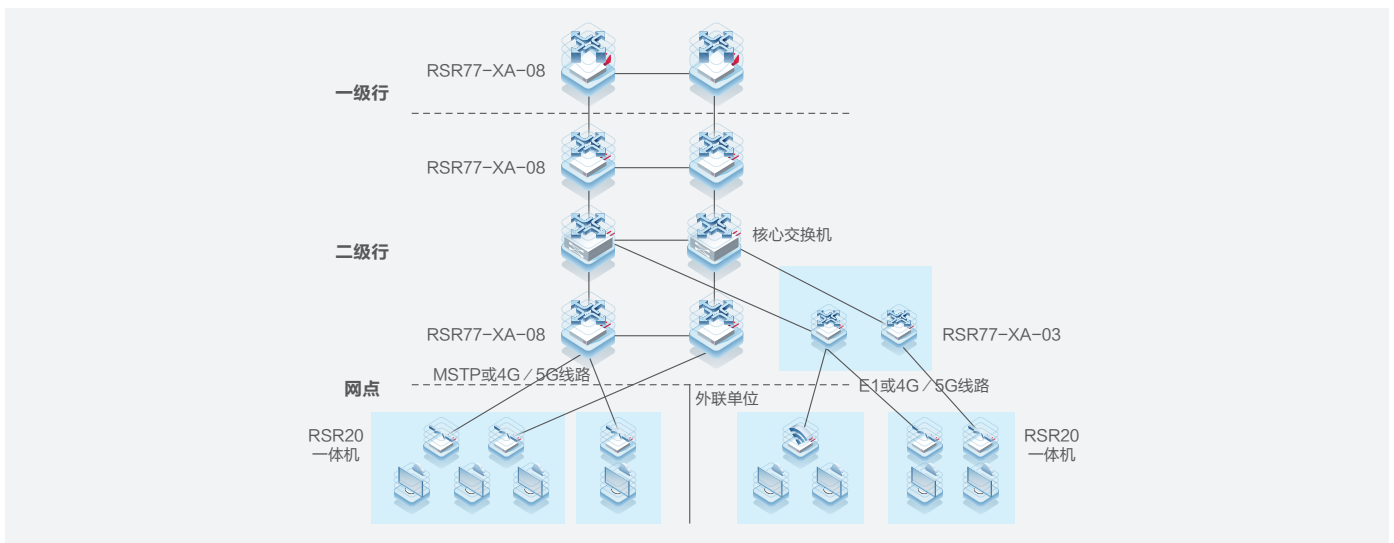 RSR77-XA-08
一级行
RSR77-XA-08
核心交换机
二级行
RSR77-XA-08
RSR77-XA-03
MSTP或4G／5G线路
E1或4G／5G线路
网点
外联单位
RSR20
一体机
RSR20
一体机